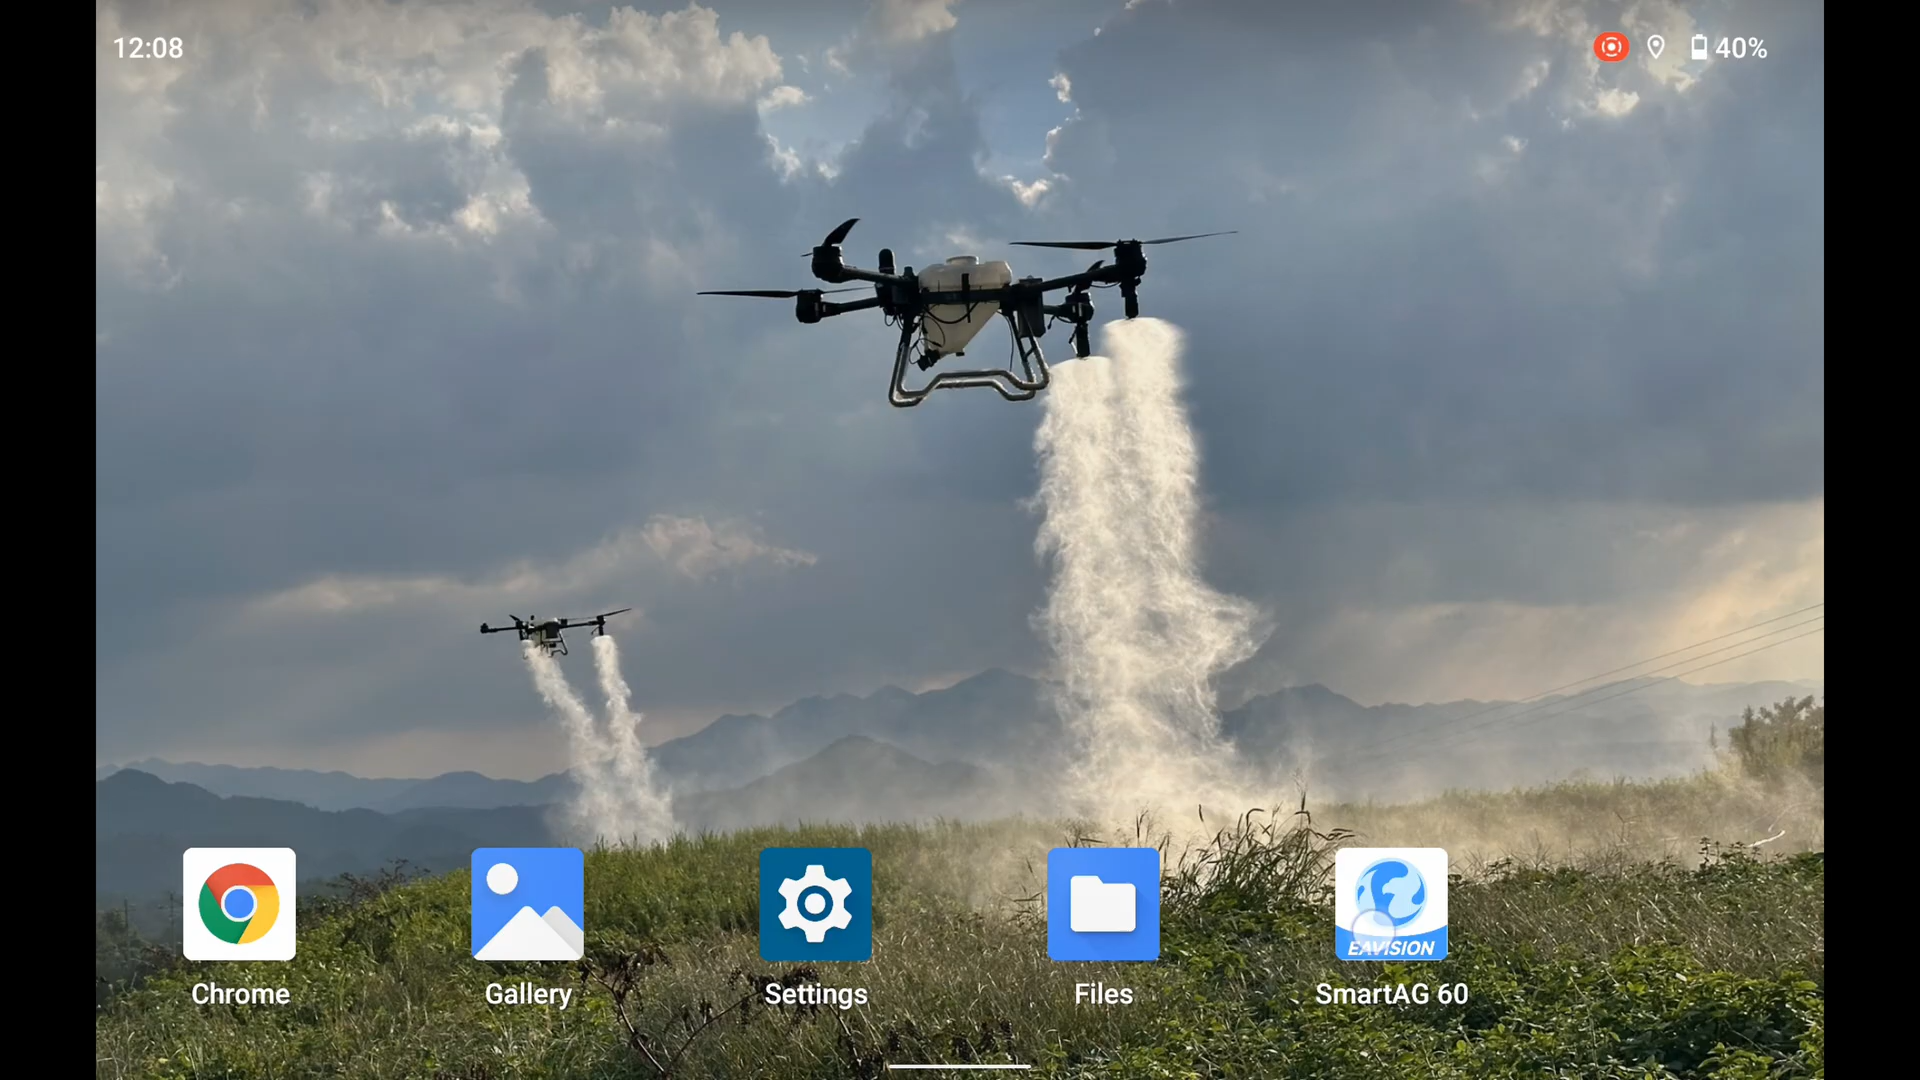 12:08
40%
EAVISION
Chrome
Gallery
Settings
Files
SmartAG 60